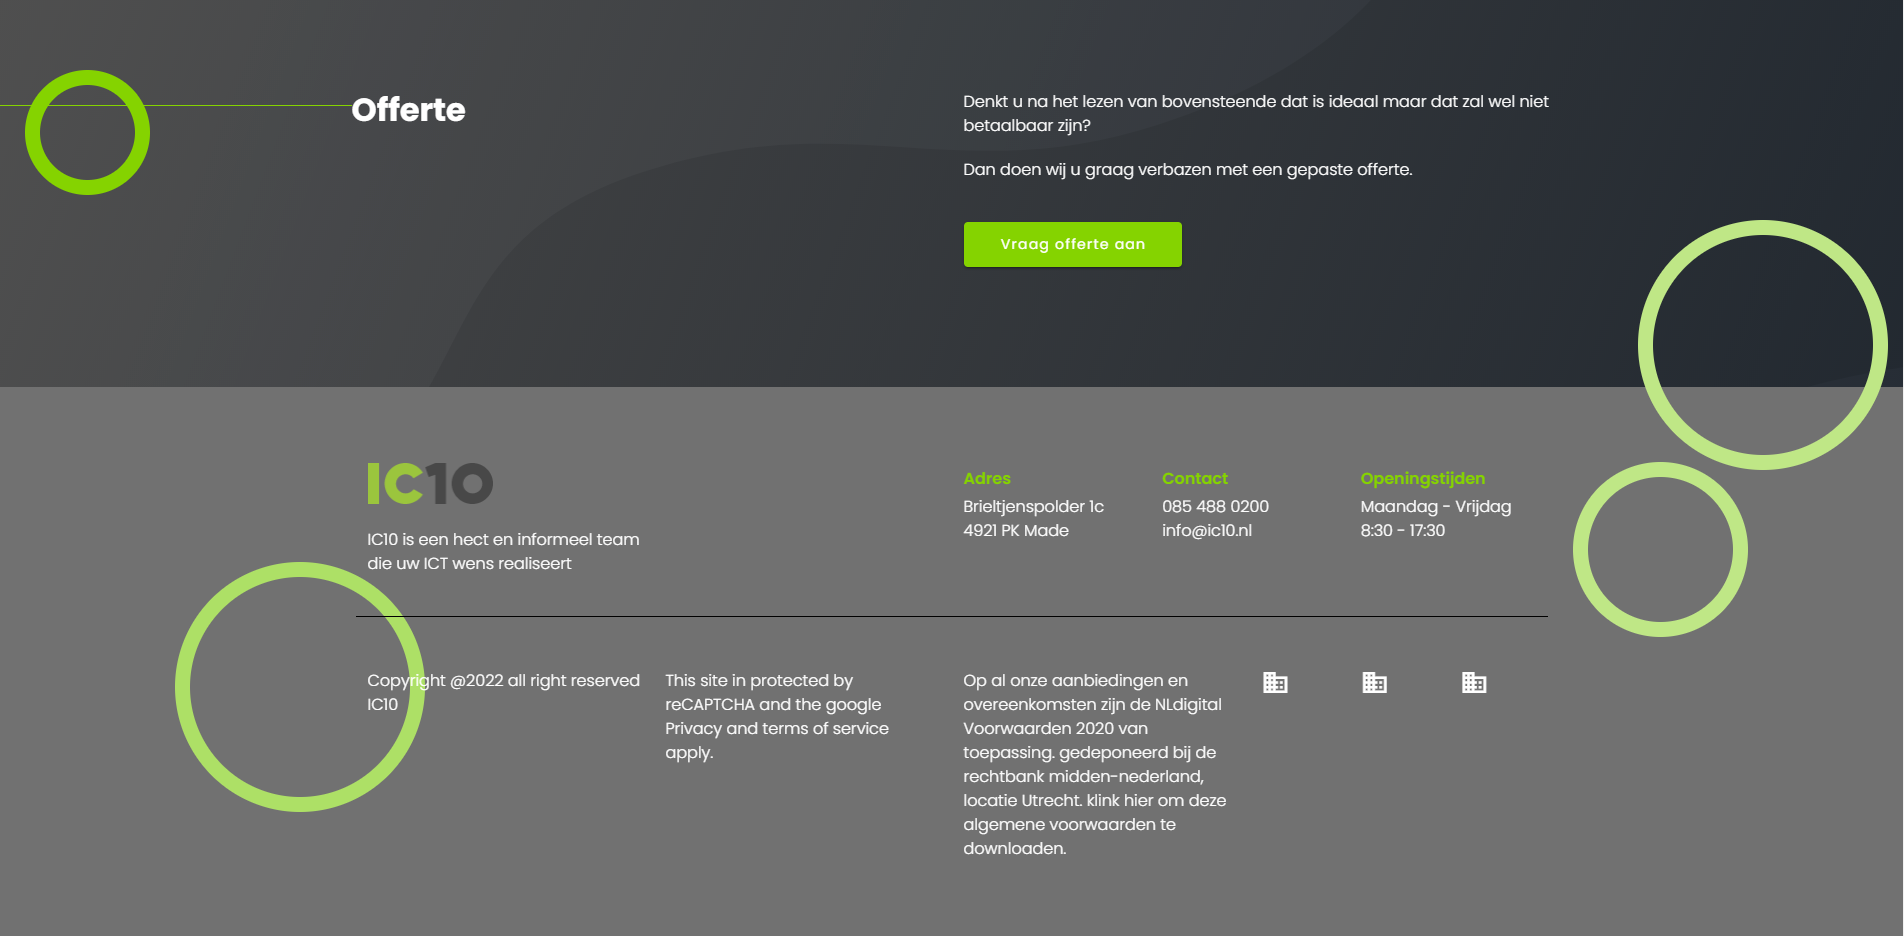 Offerte
Denkt u na het lezen van bovensteende dat is ideaal maar dat zal wel niet
betaalbaar zijn?
Dan doen wij u graag verbazen met een gepaste offerte.
Vraag offerte aan
IC10
IC10 is een hect en informeel team
die uw ICT wens realiseert
Adres
Brieltjenspolder 1c
4921 PK Made
Contact
085 488 0200
info@ic10.nl
Openingstijden
Maandag - Vrijdag
8:30 - 17:30
Copyright @2022 all right reserved
IC10
This site in protected by
reCAPTCHA and the google
Privacy and terms of service
apply.
Op al onze aanbiedingen en
overeenkomsten zijn de NLdigital
Voorwaarden 2020 van
toepassing. gedeponeerd bij de
rechtbank midden-nederland,
locatie Utrecht. klink hier om deze
algemene voorwaarden te
downloaden.